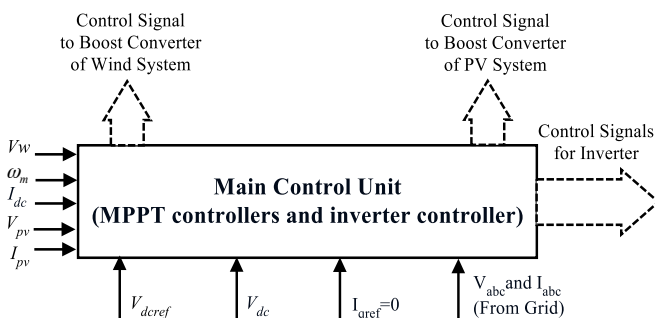 Control Signal
to Boost Converter
of Wind System
Control Signal
to Boost Converter
of PV System
Control Signals
for Inverter
Vw
ωm
Idc
Vpv
Ipv
Main Control Unit
(MPPT controllers and inverter controller)
Vdcref
Vdc
Iqref=0
Vabc and Iabc
(From Grid)